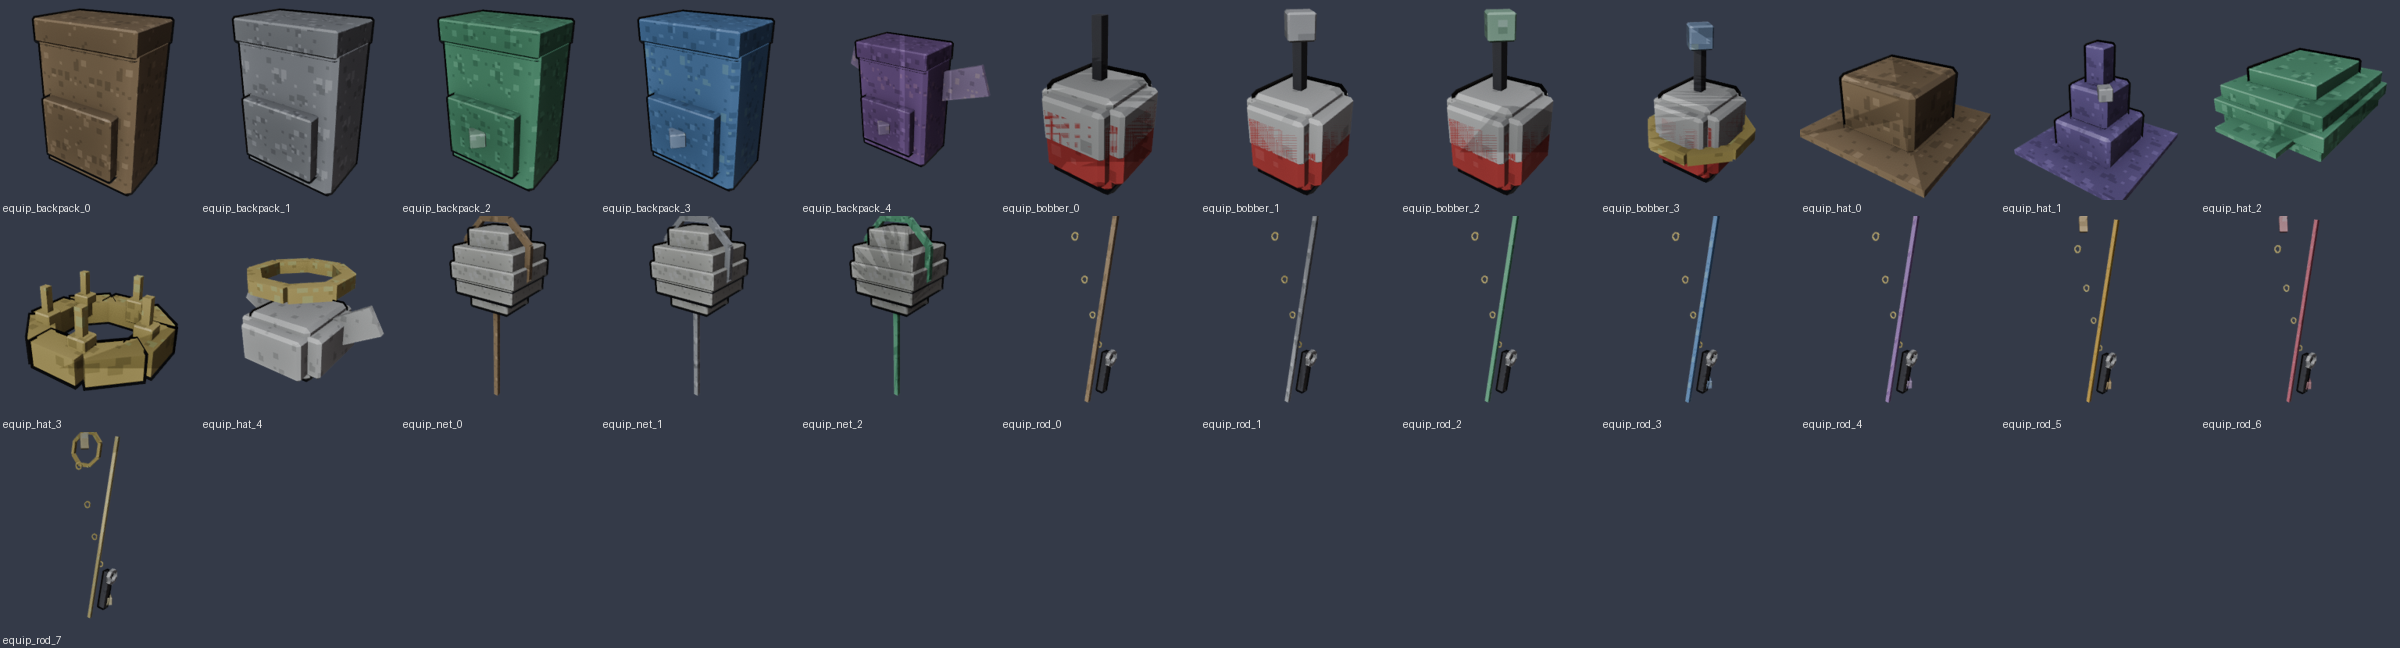 equip_backpack_0
equip_backpack_1
equip_backpack_2
equip_backpack_3
equip_backpack_4
equip_bobber_0
equip_bobber_1
equip_bobber_2
equip_bobber_3
equip_hat_0
equip_hat_1
equip_hat_2
equip_hat_3
equip_hat_4
equip_net_0
equip_net_1
equip_net_2
equip_rod_0
equip_rod_1
equip_rod_2
equip_rod_3
equip_rod_4
equip_rod_5
equip_rod_6
equip_rod_7